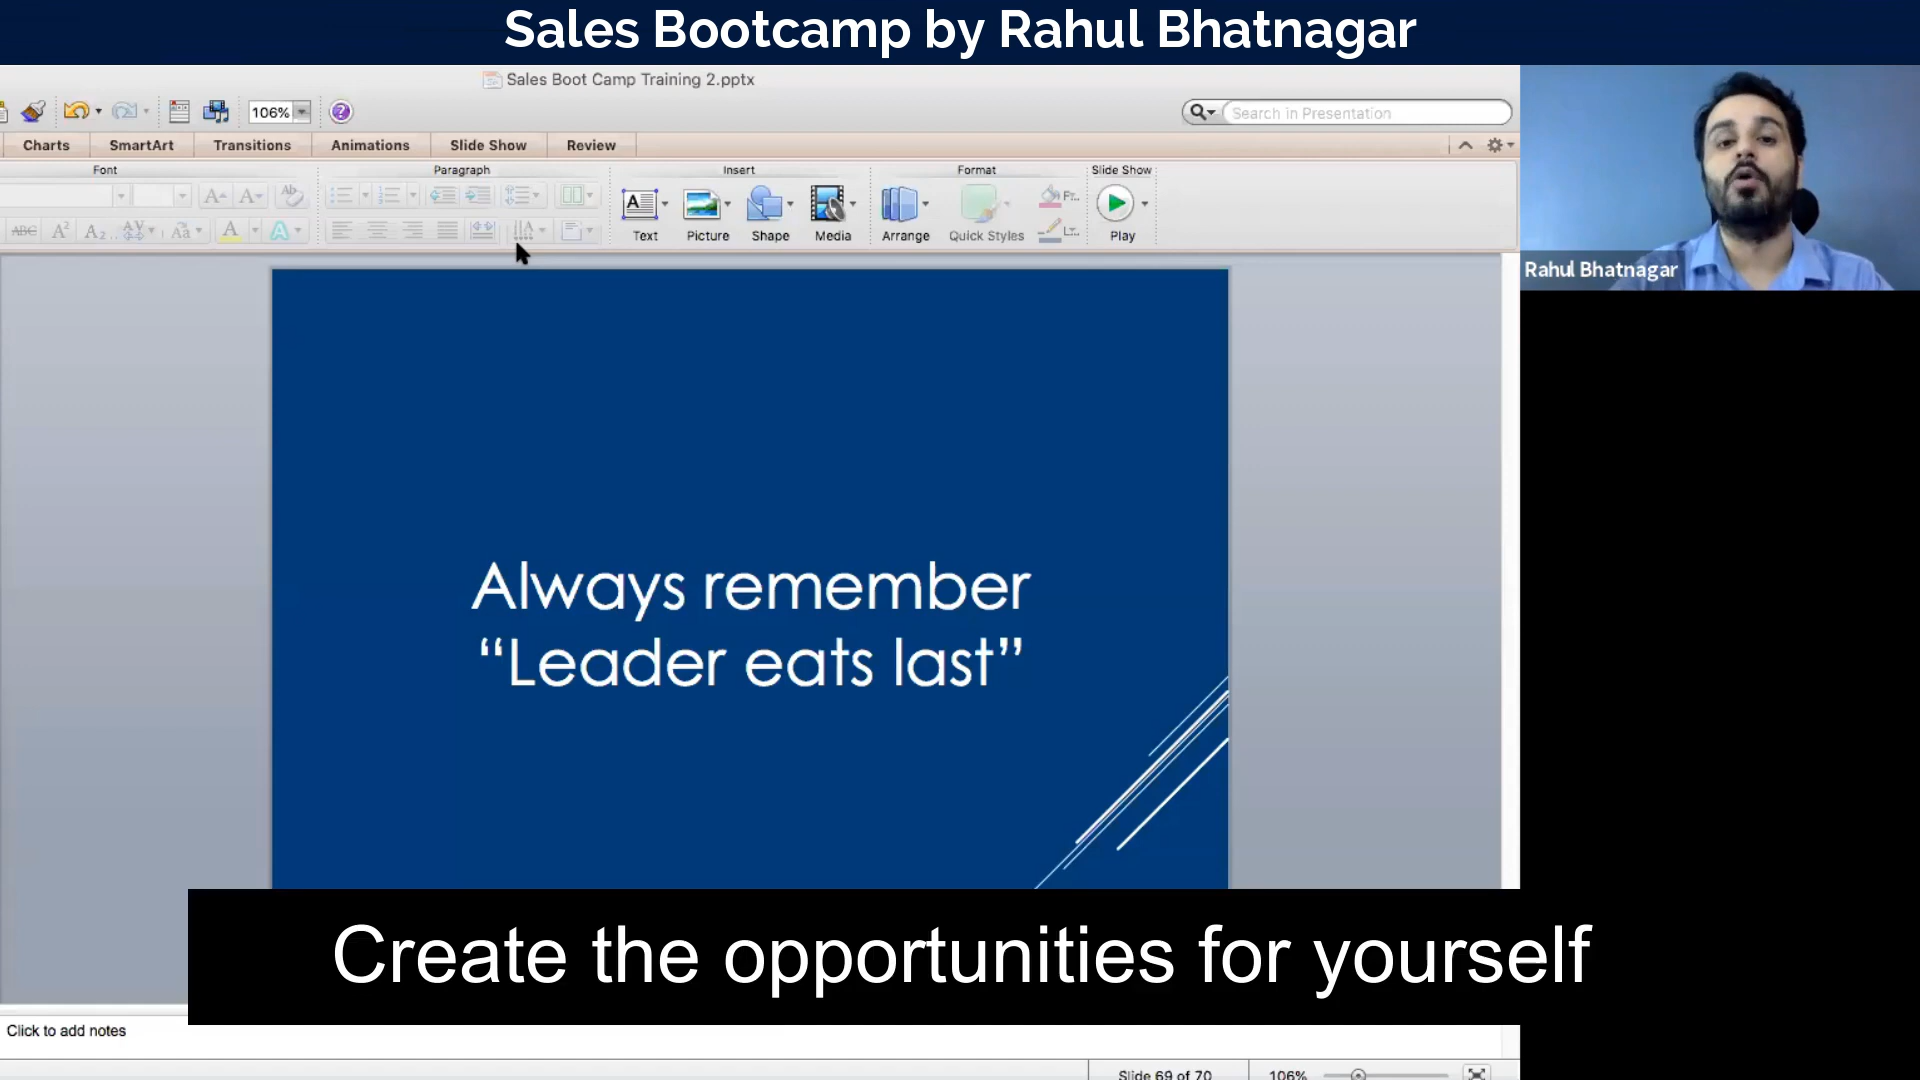 Sales Bootcamp by Rahul Bhatnagar
Sales Boot Camp Training 2.pptx
106%
Search in Presentation
Charts SmartArt Transitions Animations Slide Show Review
Font Paragraph Insert Format Slide Show
Text Picture Shape Media Arrange Quick Styles Play
Rahul Bhatnagar
Always remember
“Leader eats last”
Create the opportunities for yourself
Click to add notes
Slide 69 of 70 106%